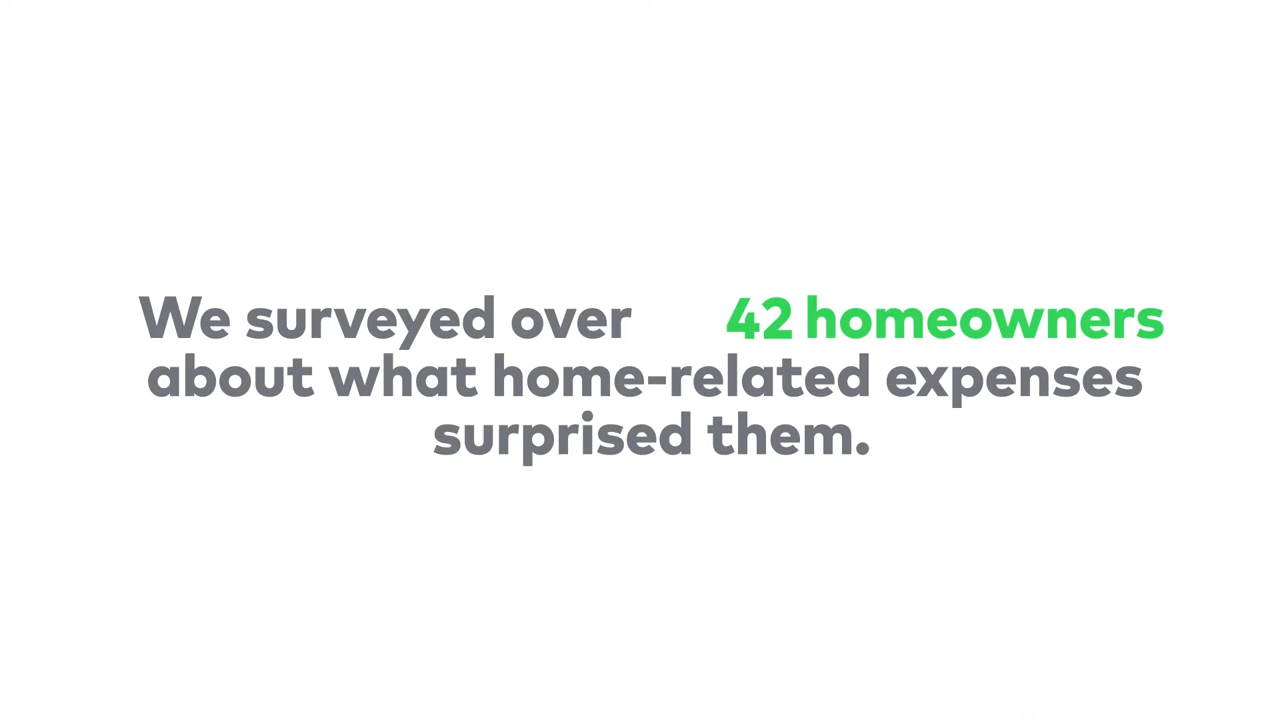 We surveyed over 42 homeowners
about what home-related expenses
surprised them.